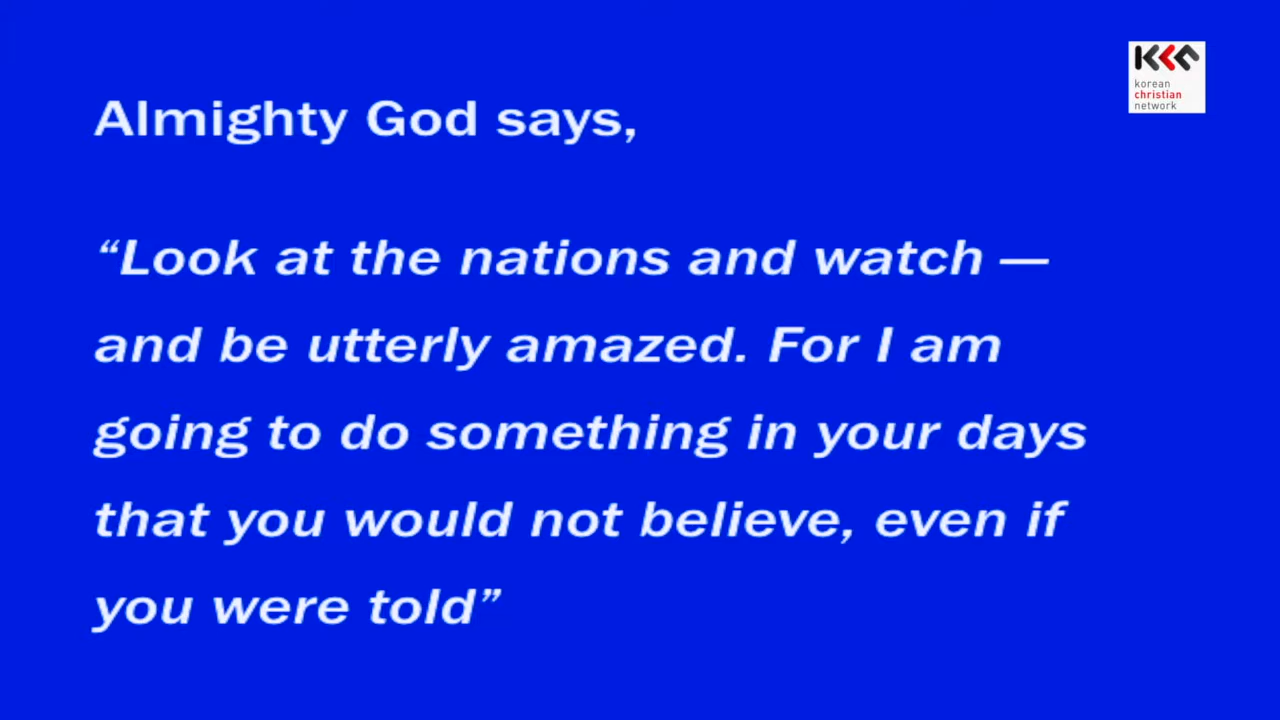 Almighty God says,
“Look at the nations and watch —
and be utterly amazed. For I am
going to do something in your days
that you would not believe, even if
you were told”
KCN
korean
christian
network